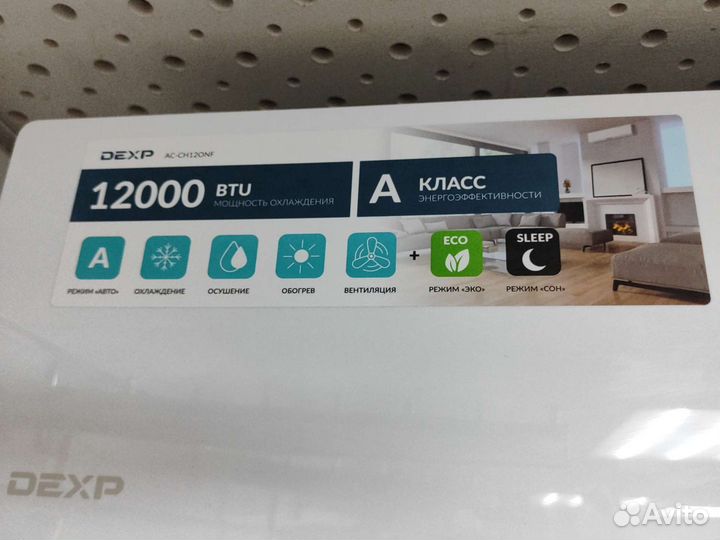 DEXP AC-CH12ONF
12000 BTU
МОЩНОСТЬ ОХЛАЖДЕНИЯ
A КЛАСС
ЭНЕРГОЭФФЕКТИВНОСТИ
A
+
ECO
SLEEP
РЕЖИМ «АВТО»
ОХЛАЖДЕНИЕ
ОСУШЕНИЕ
ОБОГРЕВ
ВЕНТИЛЯЦИЯ
РЕЖИМ «ЭКО»
РЕЖИМ «СОН»
DEXP
Avito